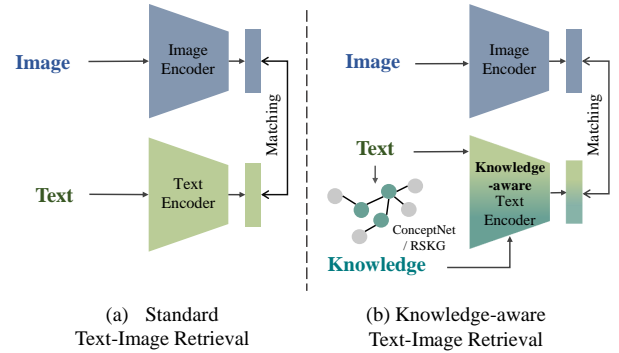 Image
Image
Encoder
Matching
Text
Text
Encoder
(a) Standard
Text-Image Retrieval
Image
Image
Encoder
Matching
Text
Knowledge
-aware
Text
Encoder
ConceptNet
/ RSKG
Knowledge
(b) Knowledge-aware
Text-Image Retrieval